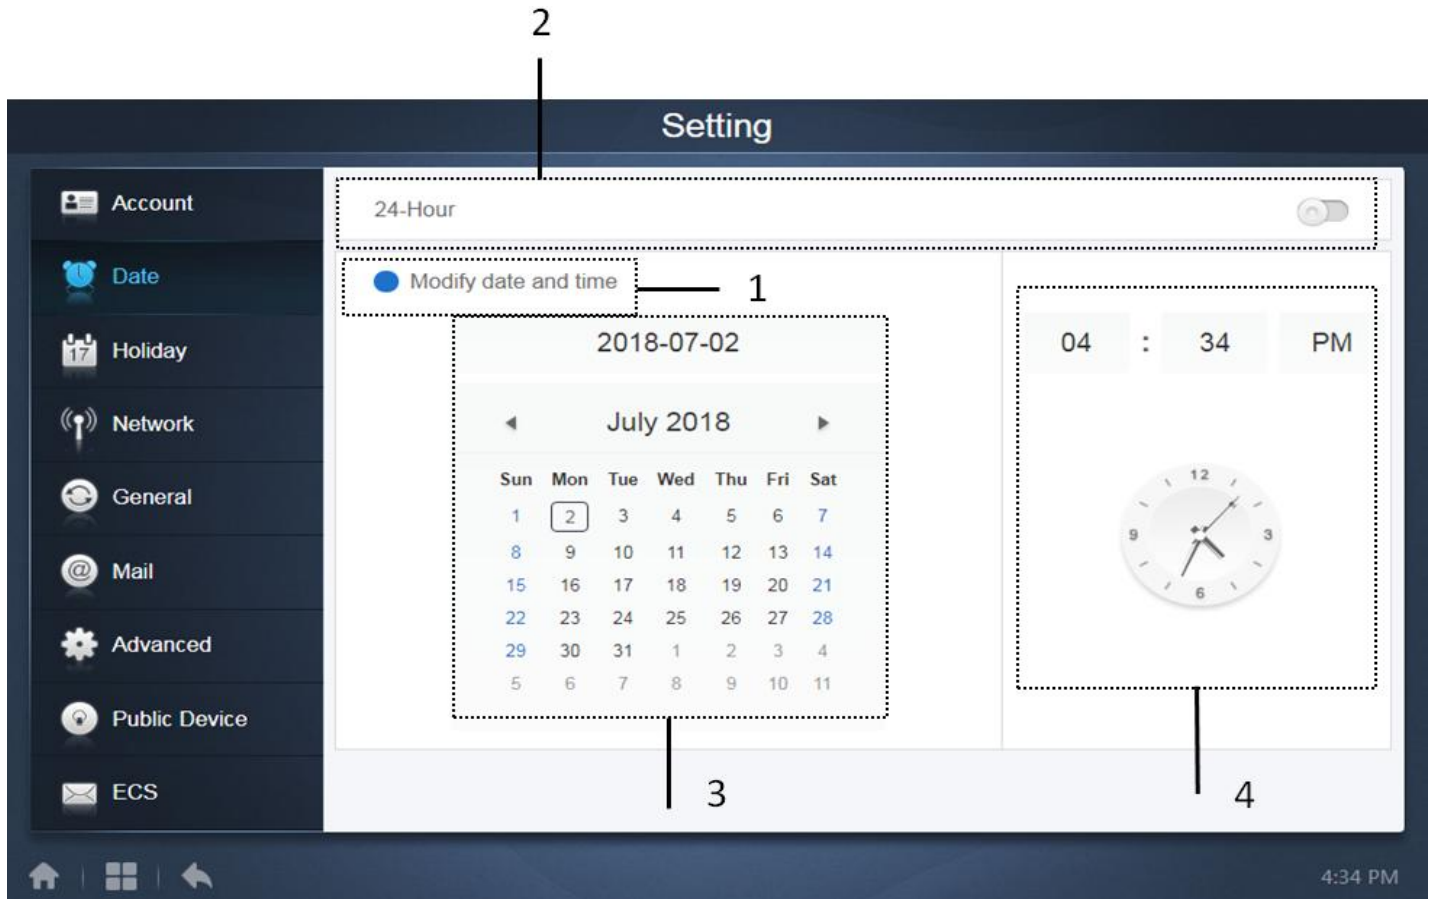 2
Setting
Account
Date
Holiday
17
Network
General
Mail
Advanced
Public Device
ECS
24-Hour
Modify date and time
1
2018-07-02
July 2018
Sun Mon Tue Wed Thu Fri Sat
1 2 3 4 5 6 7
8 9 10 11 12 13 14
15 16 17 18 19 20 21
22 23 24 25 26 27 28
29 30 31 1 2 3 4
5 6 7 8 9 10 11
3
04 : 34 PM
12
9 3
6
4
4:34 PM